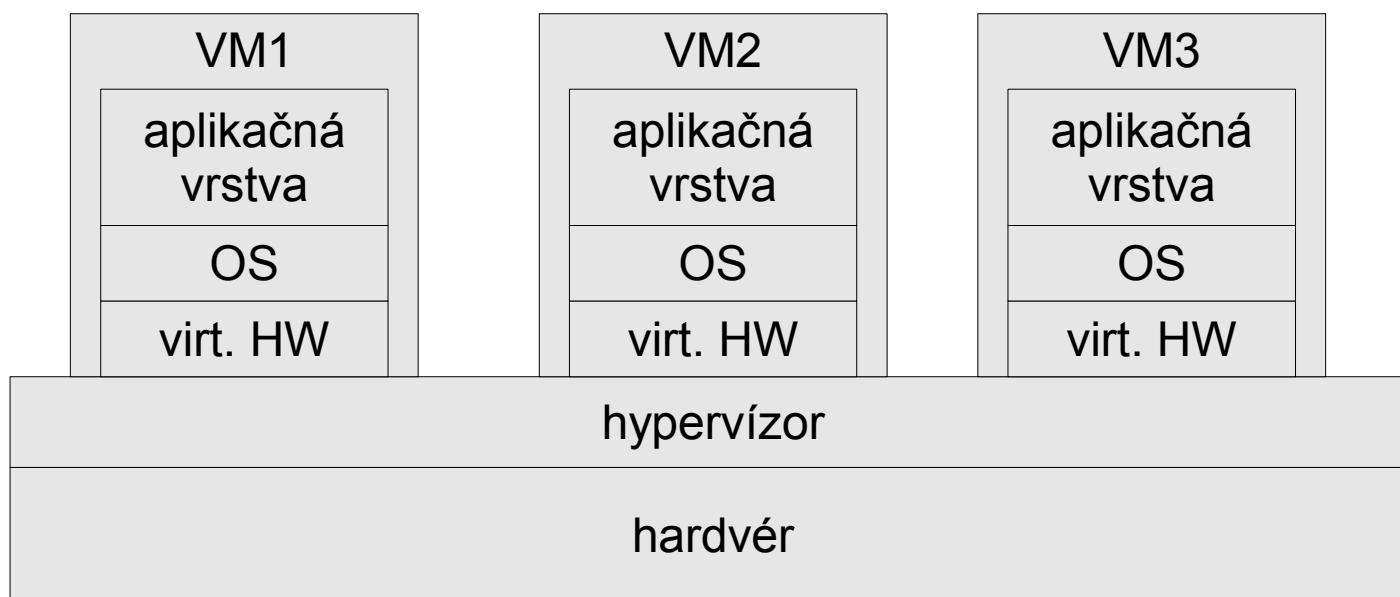 VM1
aplikačná
vrstva
OS
virt. HW
VM2
aplikačná
vrstva
OS
virt. HW
VM3
aplikačná
vrstva
OS
virt. HW
hypervízor
hardvér